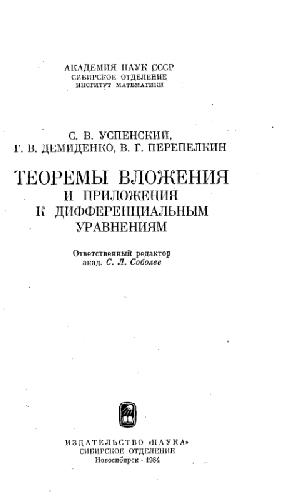 АКАДЕМИЯ НАУК СССР
СИБИРСКОЕ ОТДЕЛЕНИЕ
ИНСТИТУТ МАТЕМАТИКИ
С. В. УСПЕНСКИЙ,
Г. В. ДЕМИДЕНКО, В. Г. ПЕРЕПЕЛКИН
ТЕОРЕМЫ ВЛОЖЕНИЯ
И ПРИЛОЖЕНИЯ
К ДИФФЕРЕНЦИАЛЬНЫМ
УРАВНЕНИЯМ
Ответственный редактор
акад. С. Л. Соболев
ИЗДАТЕЛЬСТВО «НАУКА»
СИБИРСКОЕ ОТДЕЛЕНИЕ
Новосибирск · 1984